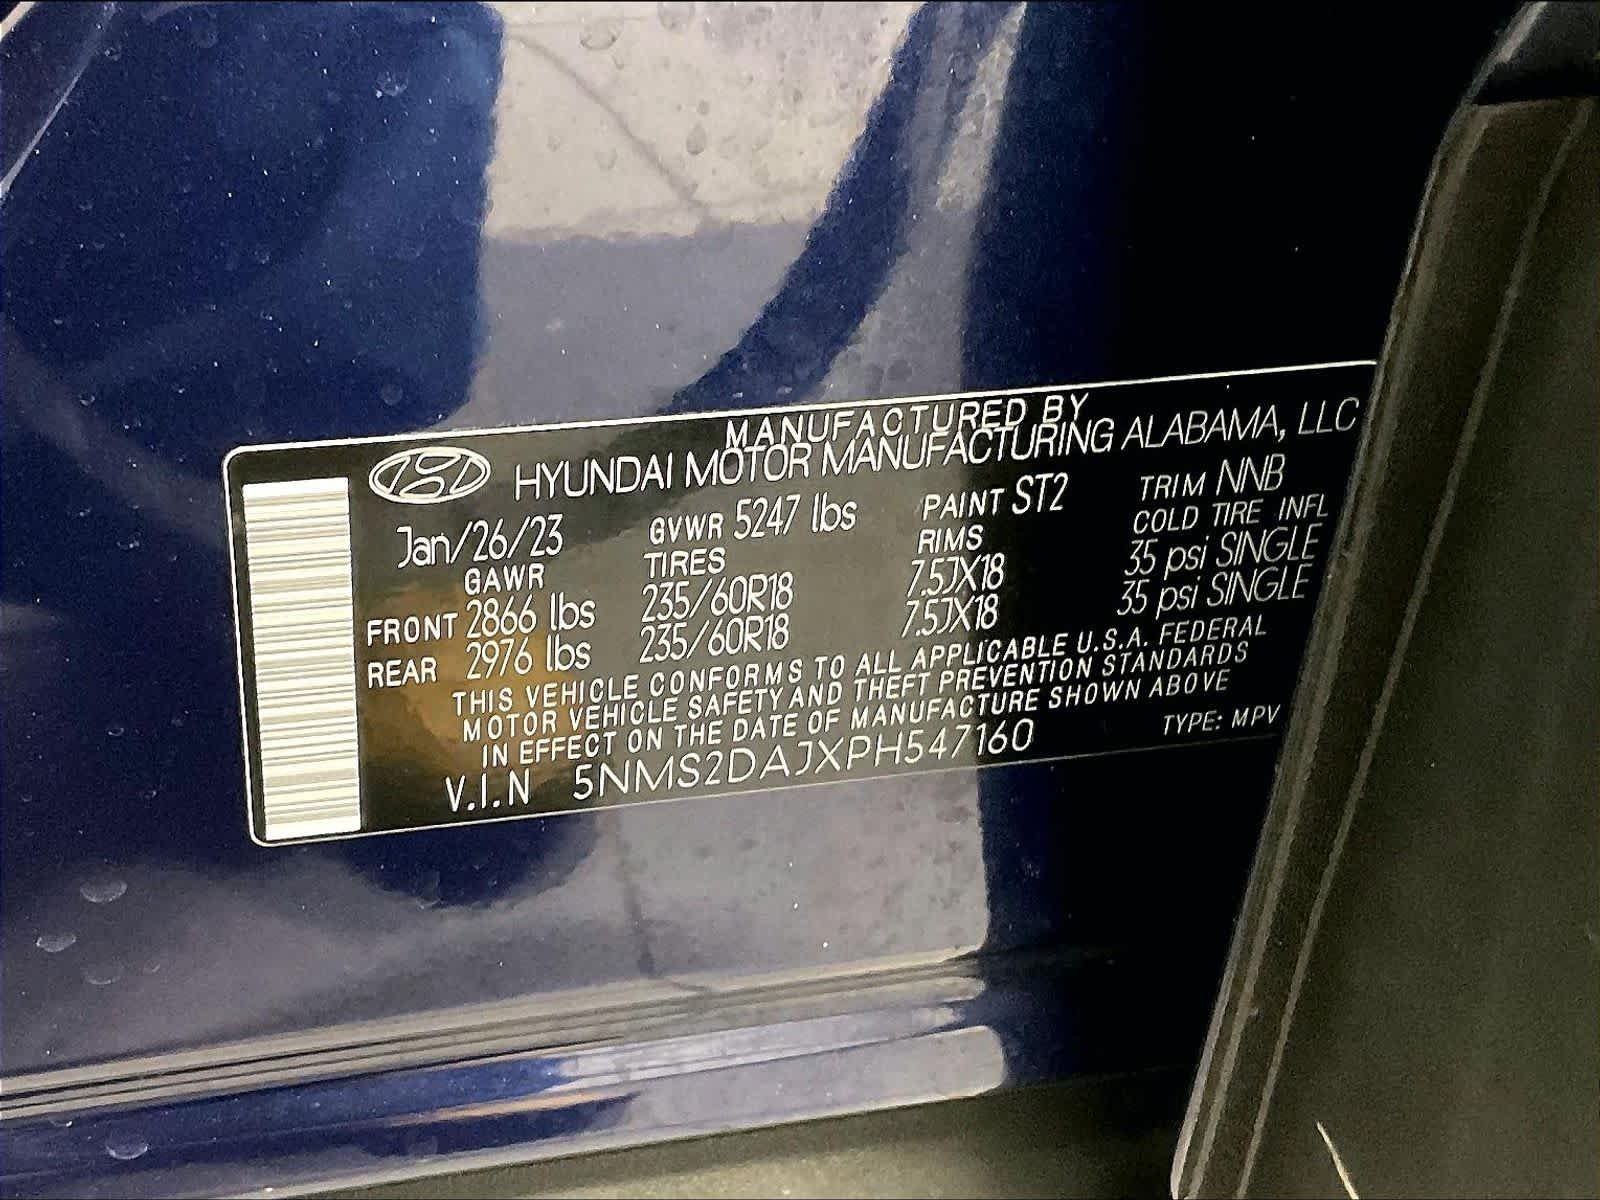 MANUFACTURED BY
HYUNDAI MOTOR MANUFACTURING ALABAMA, LLC
Jan/26/23 GVWR 5247 lbs PAINT ST2 TRIM NNB
GAWR TIRES RIMS COLD TIRE INFL
FRONT 2866 lbs 235/60R18 7.5JX18 35 psi SINGLE
REAR 2976 lbs 235/60R18 7.5JX18 35 psi SINGLE
THIS VEHICLE CONFORMS TO ALL APPLICABLE U.S.A. FEDERAL
MOTOR VEHICLE SAFETY AND THEFT PREVENTION STANDARDS
IN EFFECT ON THE DATE OF MANUFACTURE SHOWN ABOVE
V.I.N 5NMS2DAJXPH547160 TYPE: MPV